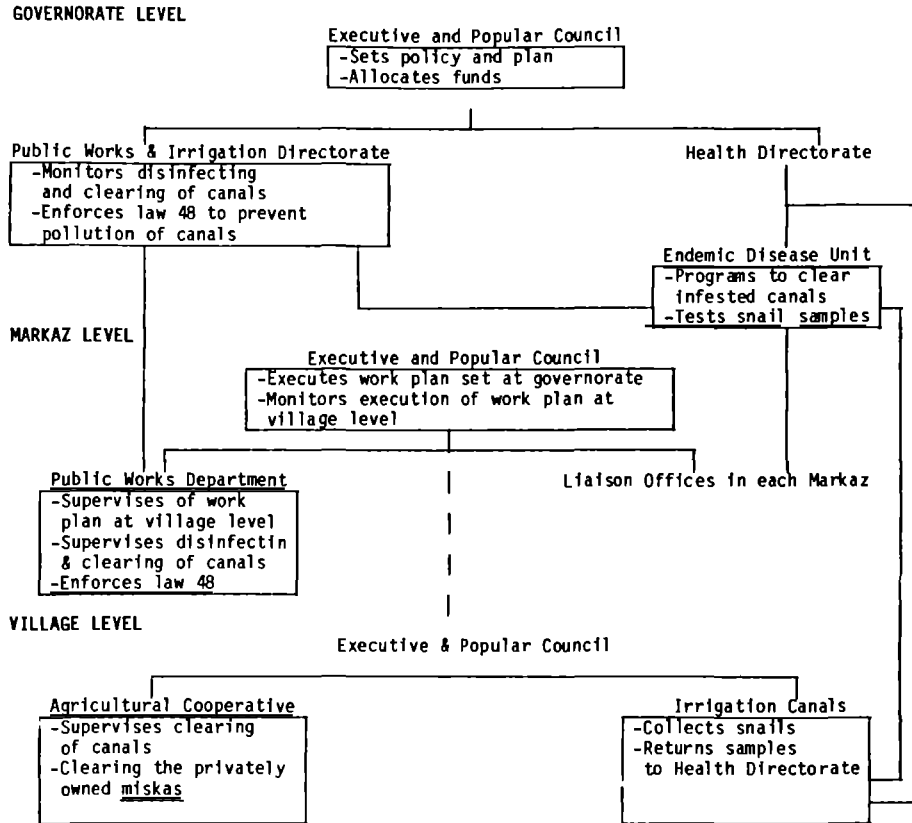 GOVERNORATE LEVEL
Executive and Popular Council
-Sets policy and plan
-Allocates funds
Public Works & Irrigation Directorate
-Monitors disinfecting
and clearing of canals
-Enforces law 48 to prevent
pollution of canals
Health Directorate
Endemic Disease Unit
-Programs to clear
infested canals
-Tests snail samples
MARKAZ LEVEL
Executive and Popular Council
-Executes work plan set at governorate
-Monitors execution of work plan at
village level
Public Works Department
-Supervises of work
plan at village level
-Supervises disinfectin
& clearing of canals
-Enforces law 48
Liaison Offices in each Markaz
VILLAGE LEVEL
Executive & Popular Council
Agricultural Cooperative
-Supervises clearing
of canals
-Clearing the privately
owned miskas
Irrigation Canals
-Collects snails
-Returns samples
to Health Directorate